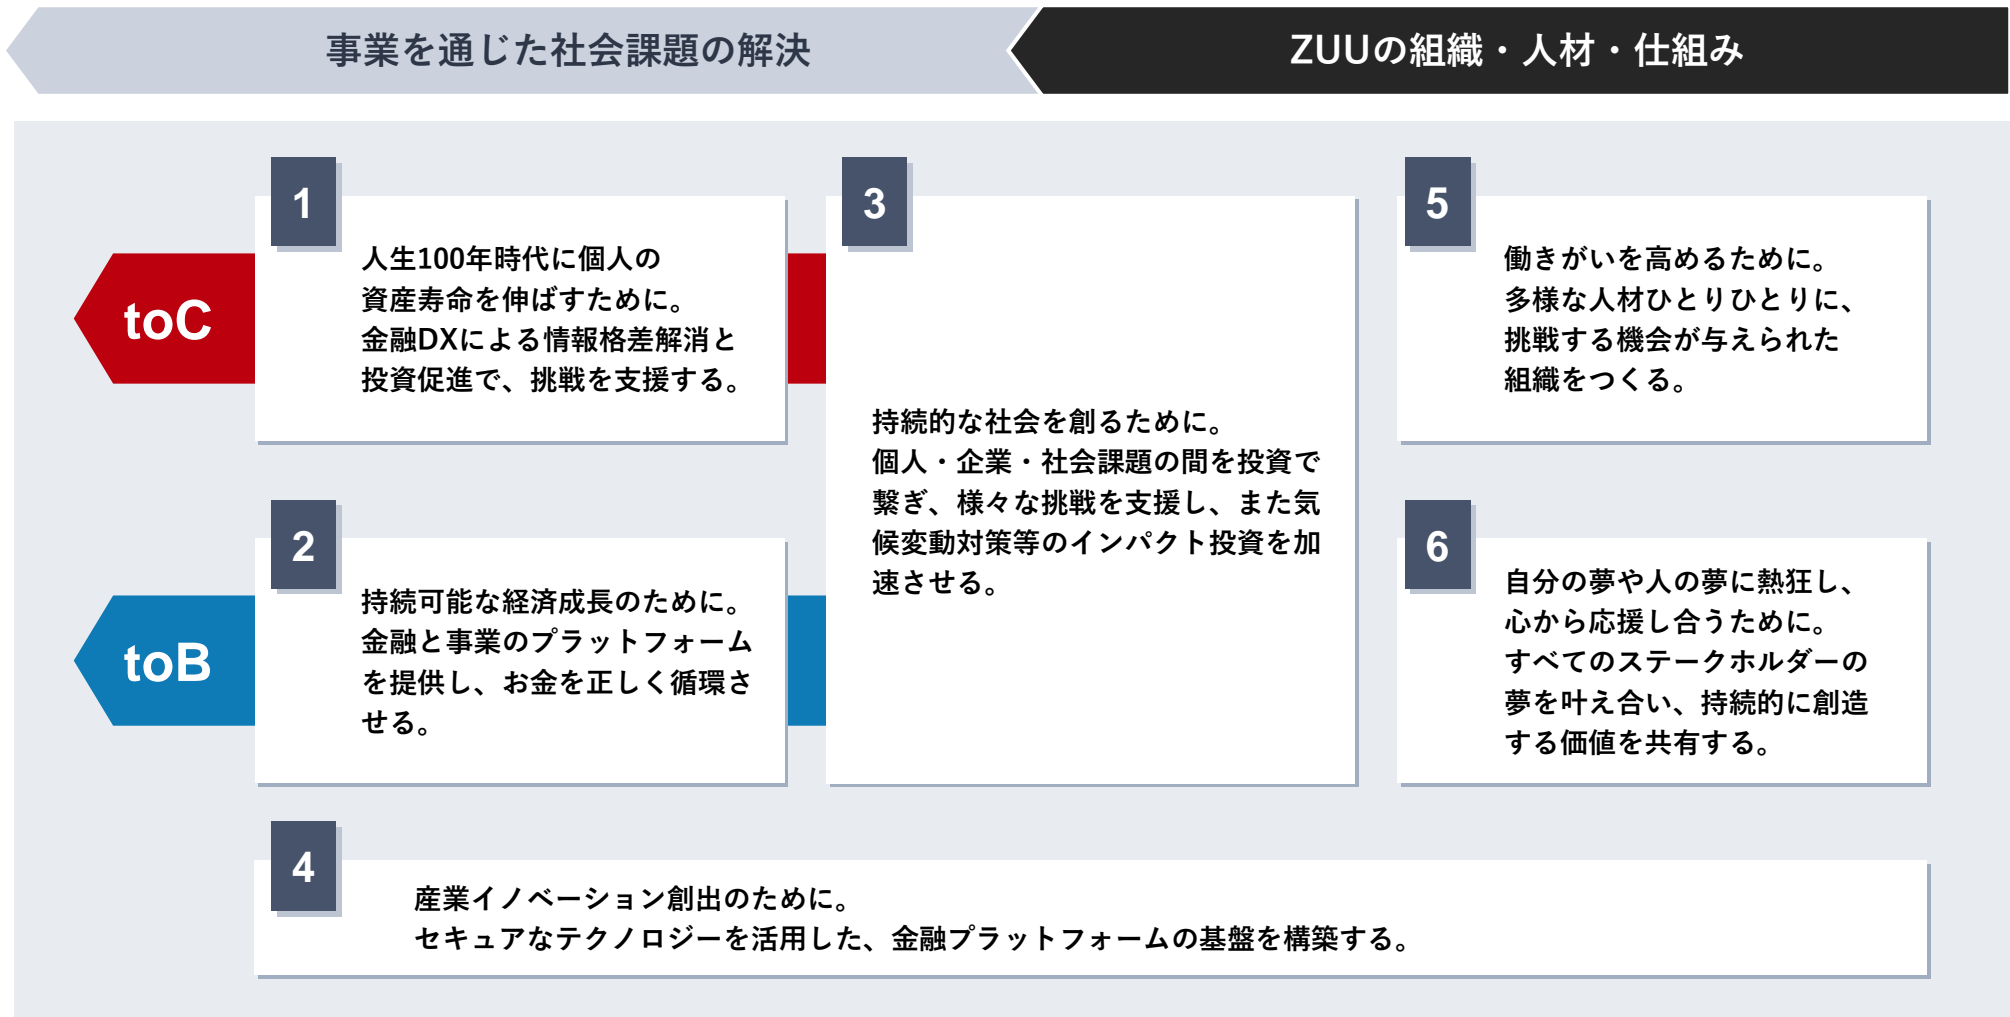 事業を通じた社会課題の解決
ZUUの組織・人材・仕組み
toC
1
人生100年時代に個人の
資産寿命を伸ばすために。
金融DXによる情報格差解消と
投資促進で、挑戦を支援する。
toB
2
持続可能な経済成長のために。
金融と事業のプラットフォーム
を提供し、お金を正しく循環さ
せる。
3
持続的な社会を創るために。
個人・企業・社会課題の間を投資で
繋ぎ、様々な挑戦を支援し、また気
候変動対策等のインパクト投資を加
速させる。
4
産業イノベーション創出のために。
セキュアなテクノロジーを活用した、金融プラットフォームの基盤を構築する。
5
働きがいを高めるために。
多様な人材ひとりひとりに、
挑戦する機会が与えられた
組織をつくる。
6
自分の夢や人の夢に熱狂し、
心から応援し合うために。
すべてのステークホルダーの
夢を叶え合い、持続的に創造
する価値を共有する。